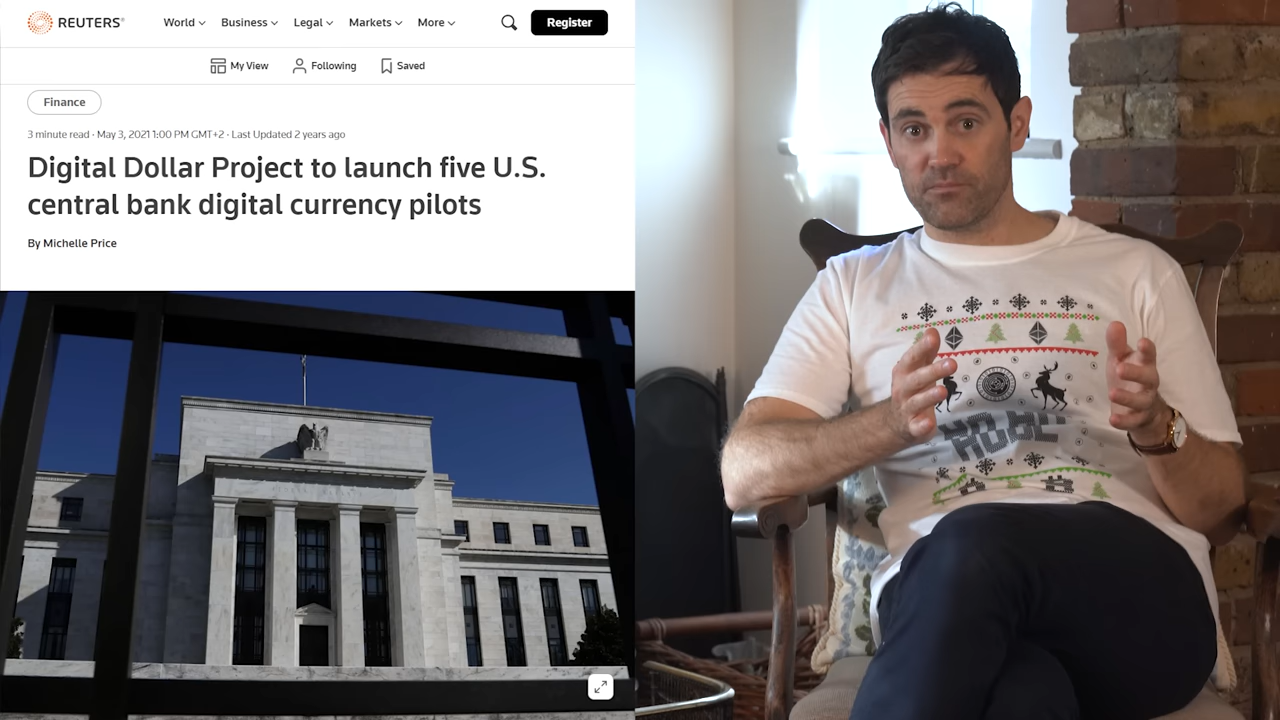 REUTERS®
World Business Legal Markets More
Register
My View Following Saved
Finance
3 minute read · May 3, 2021 1:00 PM GMT+2 · Last Updated 2 years ago
Digital Dollar Project to launch five U.S.
central bank digital currency pilots
By Michelle Price